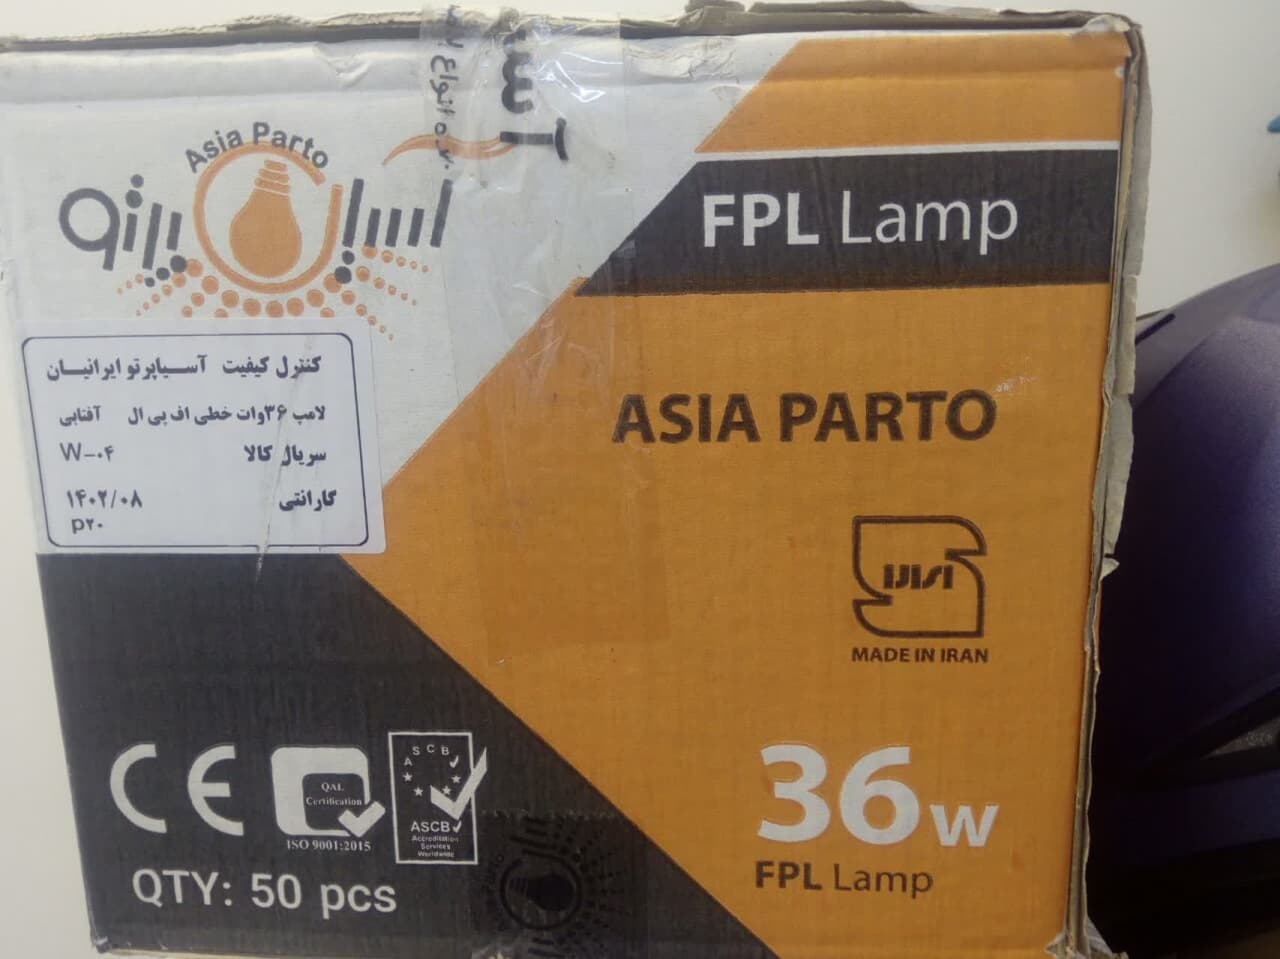 Asia Parto
آسیا پرتو
FPL Lamp
کنترل کیفیت آسیاپرتو ایرانیان
لامپ ۳۶وات خطی اف پی ال آفتابی
سریال کالا W-۰۴
گارانتی ۱۴۰۲/۰۸
p۲۰
ASIA PARTO
MADE IN IRAN
36w
FPL Lamp
CE
QAL
Certification
ISO 9001:2015
A S C B
ASCB
Accreditation
Services
Worldwide
QTY: 50 pcs